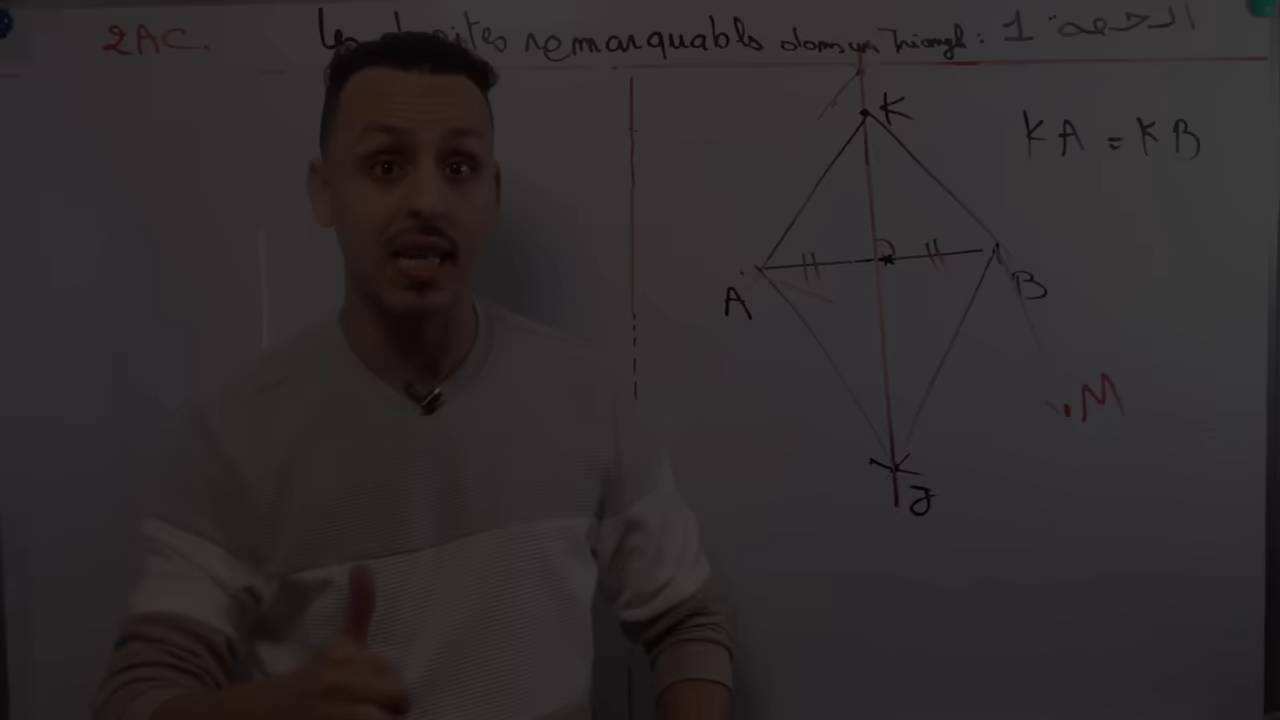 2AC. Les droites remarquables dans un Triangle : الحصة 1
K
KA = KB
A
B
M
J